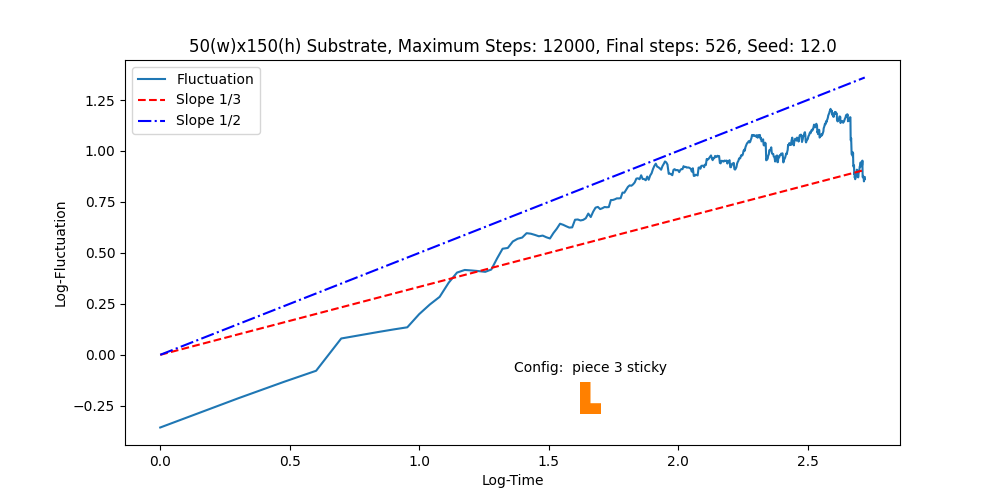 50(w)x150(h) Substrate, Maximum Steps: 12000, Final steps: 526, Seed: 12.0
Fluctuation
Slope 1/3
Slope 1/2
1.25
1.00
0.75
0.50
0.25
0.00
−0.25
Log-Fluctuation
Config:  piece 3 sticky
0.0 0.5 1.0 1.5 2.0 2.5
Log-Time